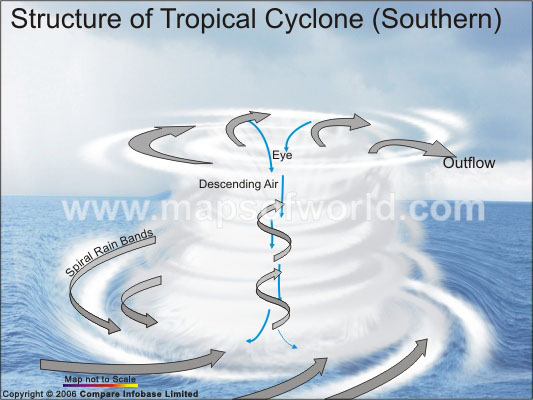 Structure of Tropical Cyclone (Southern)
Eye
Outflow
Descending Air
www.mapsofworld.com
Spiral Rain Bands
Map not to Scale
Copyright © 2006 Compare Infobase Limited